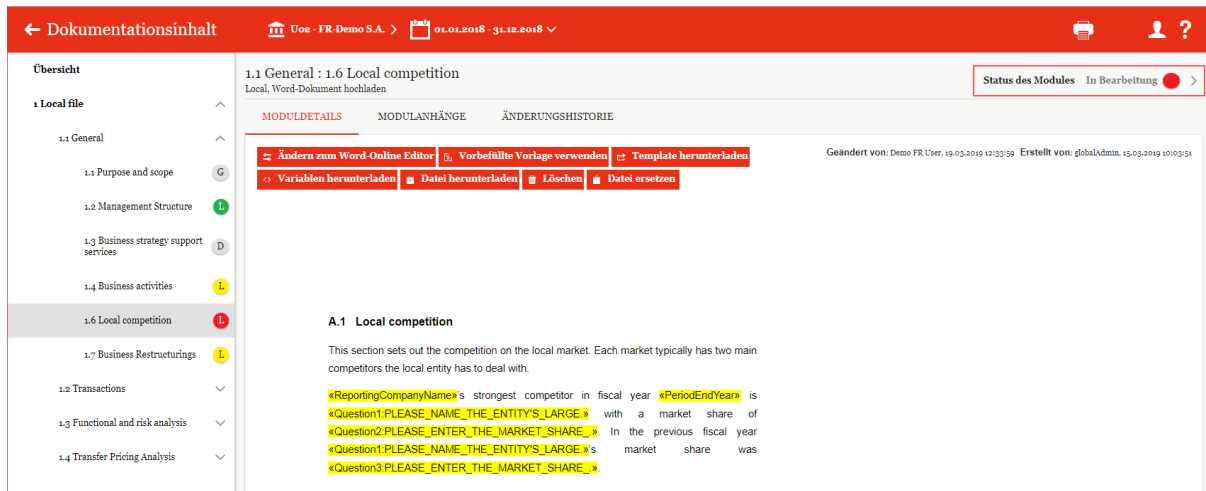 Dokumentationsinhalt
U02 - FR-Demo S.A.
01.01.2018 - 31.12.2018
?
Übersicht
1 Local file
1.1 General
1.1 Purpose and scope G
1.2 Management Structure L
1.3 Business strategy support
services
D
1.4 Business activities L
1.6 Local competition L
1.7 Business Restructurings L
1.2 Transactions
1.3 Functional and risk analysis
1.4 Transfer Pricing Analysis
1.1 General : 1.6 Local competition
Local, Word-Dokument hochladen
Status des Modules In Bearbeitung
MODULDETAILS MODULANHÄNGE ÄNDERUNGSHISTORIE
Ändern zum Word-Online Editor Vorbefüllte Vorlage verwenden Template herunterladen
Variablen herunterladen Datei herunterladen Löschen Datei ersetzen
Geändert von: Demo FR User, 19.03.2019 12:33:59 Erstellt von: globalAdmin, 15.03.2019 10:03:51
A.1 Local competition
This section sets out the competition on the local market. Each market typically has two main
competitors the local entity has to deal with.
«ReportingCompanyName»'s strongest competitor in fiscal year «PeriodEndYear» is
«Question1:PLEASE_NAME_THE_ENTITY'S_LARGE.» with a market share of
«Question2:PLEASE_ENTER_THE_MARKET_SHARE_.». In the previous fiscal year
«Question1:PLEASE_NAME_THE_ENTITY'S_LARGE.»'s market share was
«Question3:PLEASE_ENTER_THE_MARKET_SHARE_.».